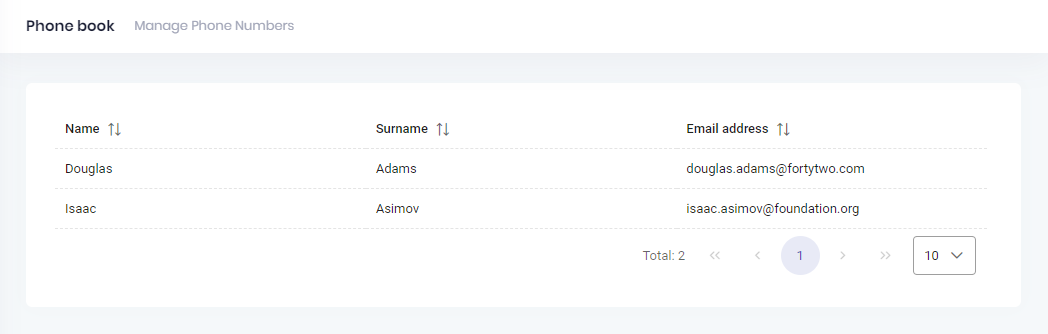 Phone book Manage Phone Numbers
Name Surname Email address
Douglas Adams douglas.adams@fortytwo.com
Isaac Asimov isaac.asimov@foundation.org
Total: 2 << < 1 > >> 10